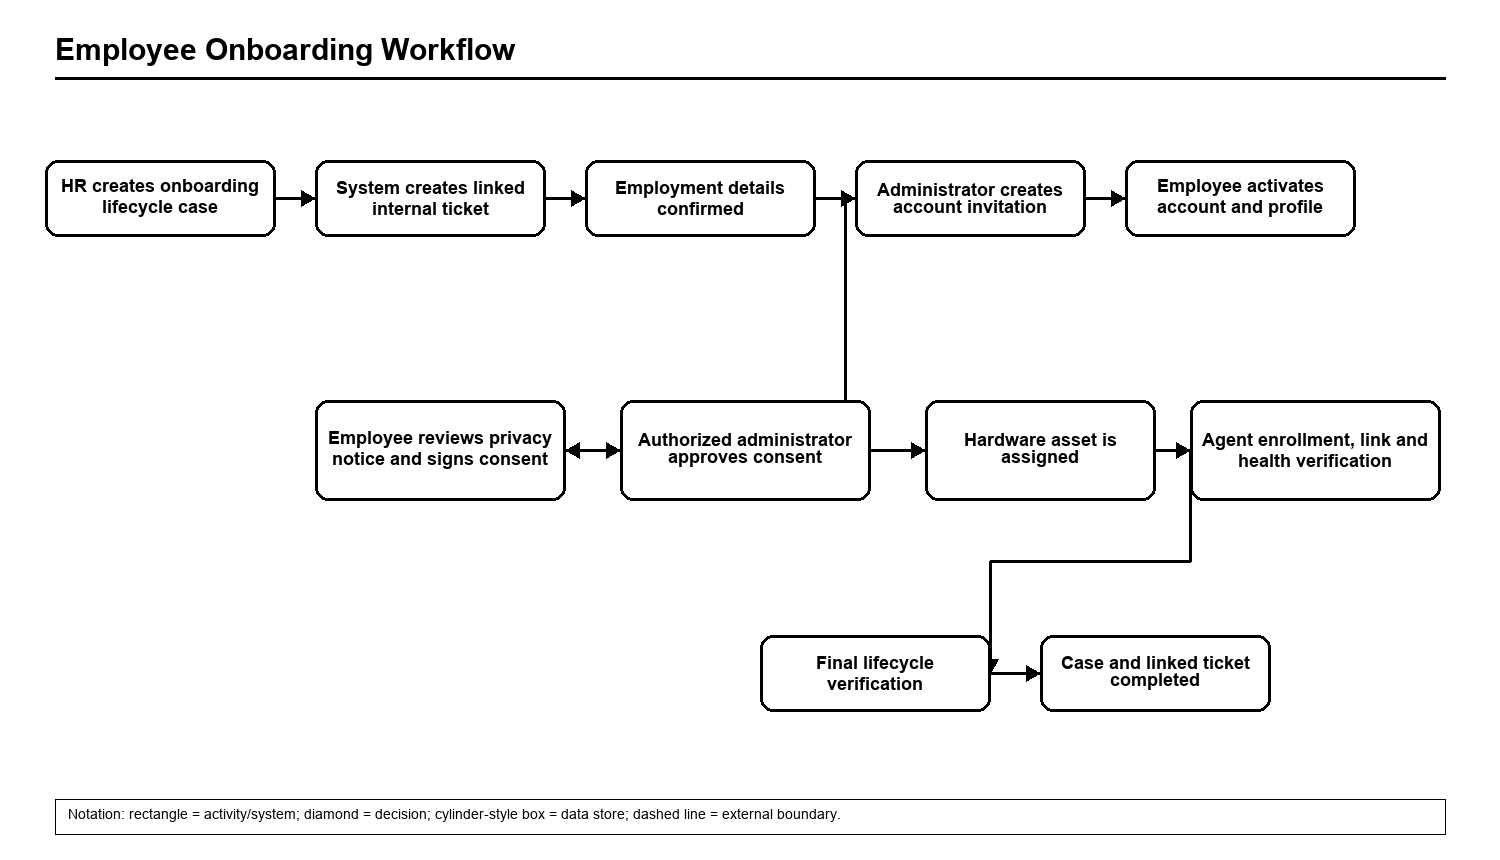 Employee Onboarding Workflow
HR creates onboarding
lifecycle case
System creates linked
internal ticket
Employment details
confirmed
Administrator creates
account invitation
Employee activates
account and profile
Employee reviews privacy
notice and signs consent
Authorized administrator
approves consent
Hardware asset is
assigned
Agent enrollment, link and
health verification
Final lifecycle
verification
Case and linked ticket
completed
Notation: rectangle = activity/system; diamond = decision; cylinder-style box = data store; dashed line = external boundary.